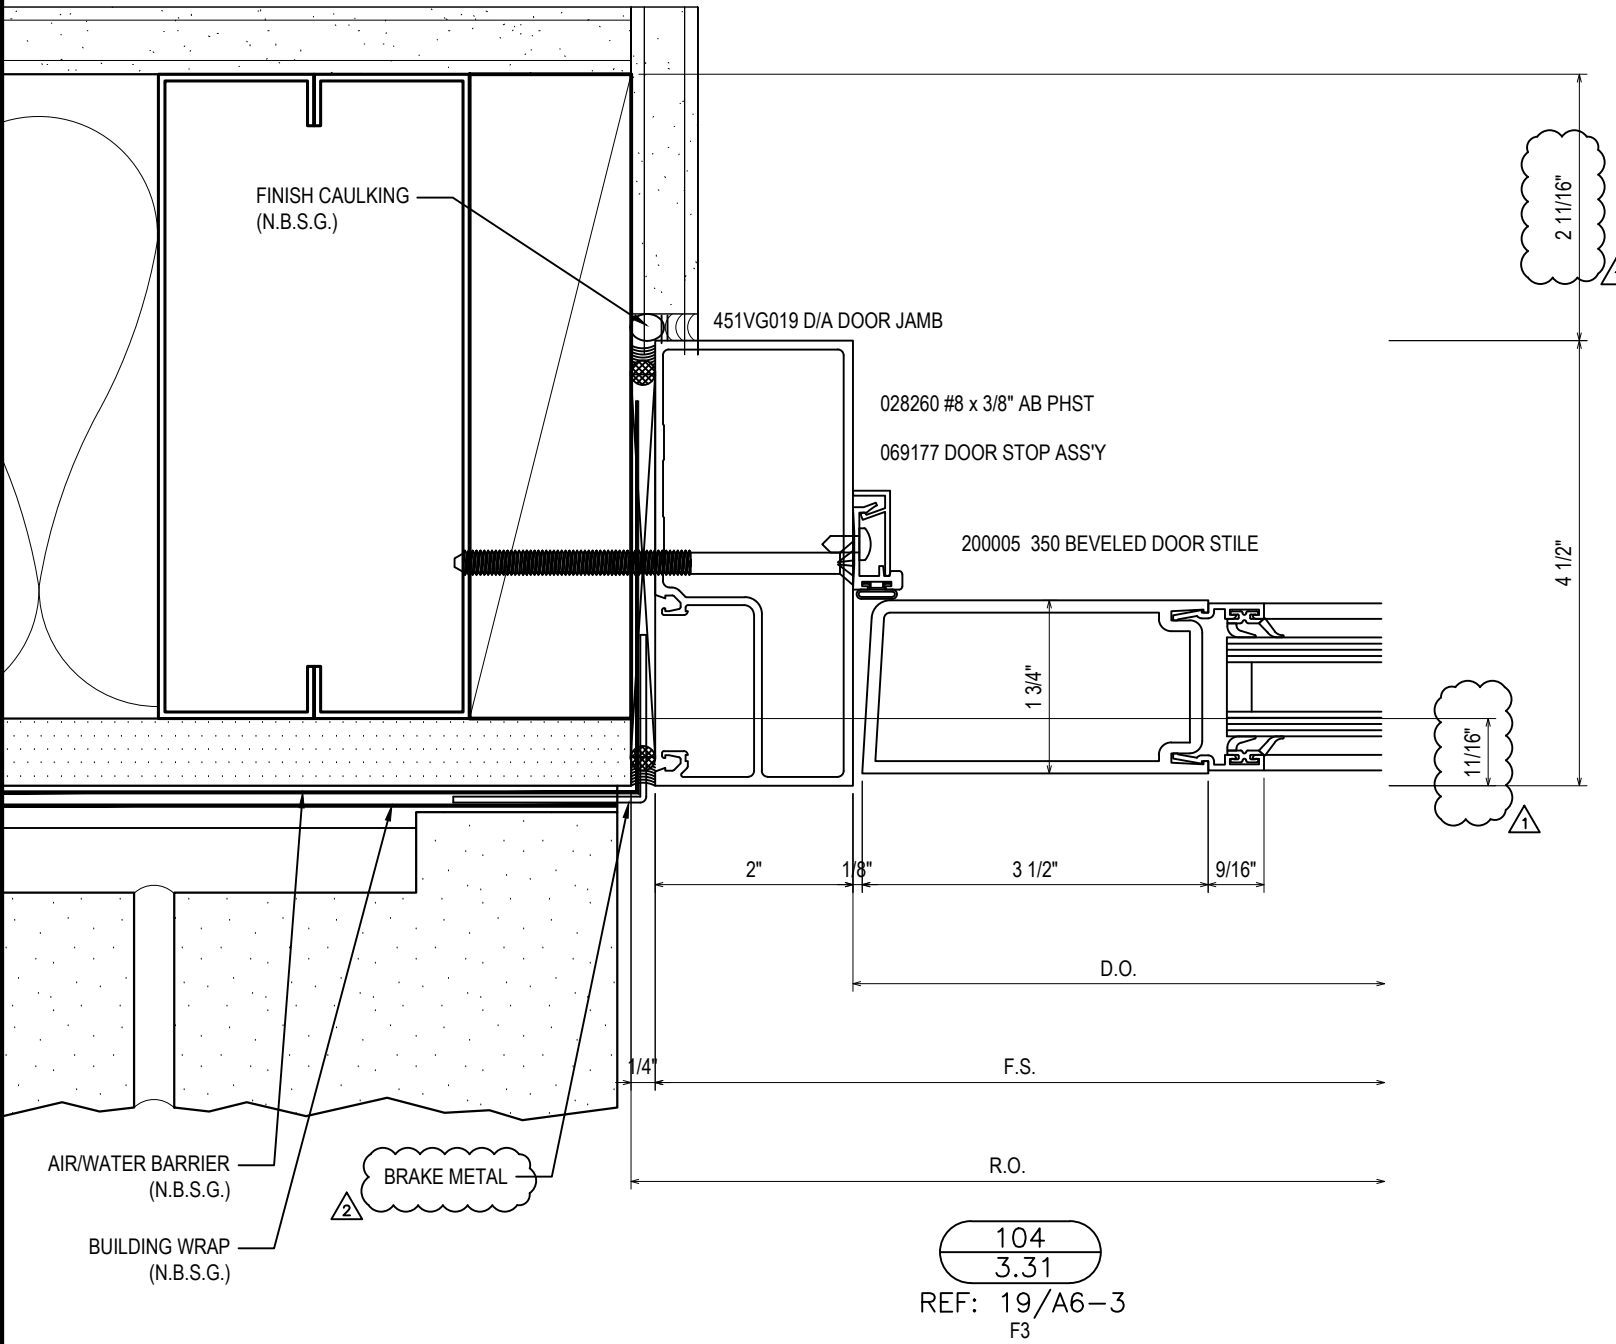 FINISH CAULKING
(N.B.S.G.)
2 11/16"
451VG019 D/A DOOR JAMB
028260 #8 x 3/8" AB PHST
069177 DOOR STOP ASS'Y
200005 350 BEVELED DOOR STILE
4 1/2"
1 3/4"
11/16"
1
2"
1/8"
3 1/2"
9/16"
D.O.
1/4"
F.S.
AIR/WATER BARRIER
(N.B.S.G.)
BRAKE METAL
2
R.O.
BUILDING WRAP
(N.B.S.G.)
104
3.31
REF: 19/A6-3
F3